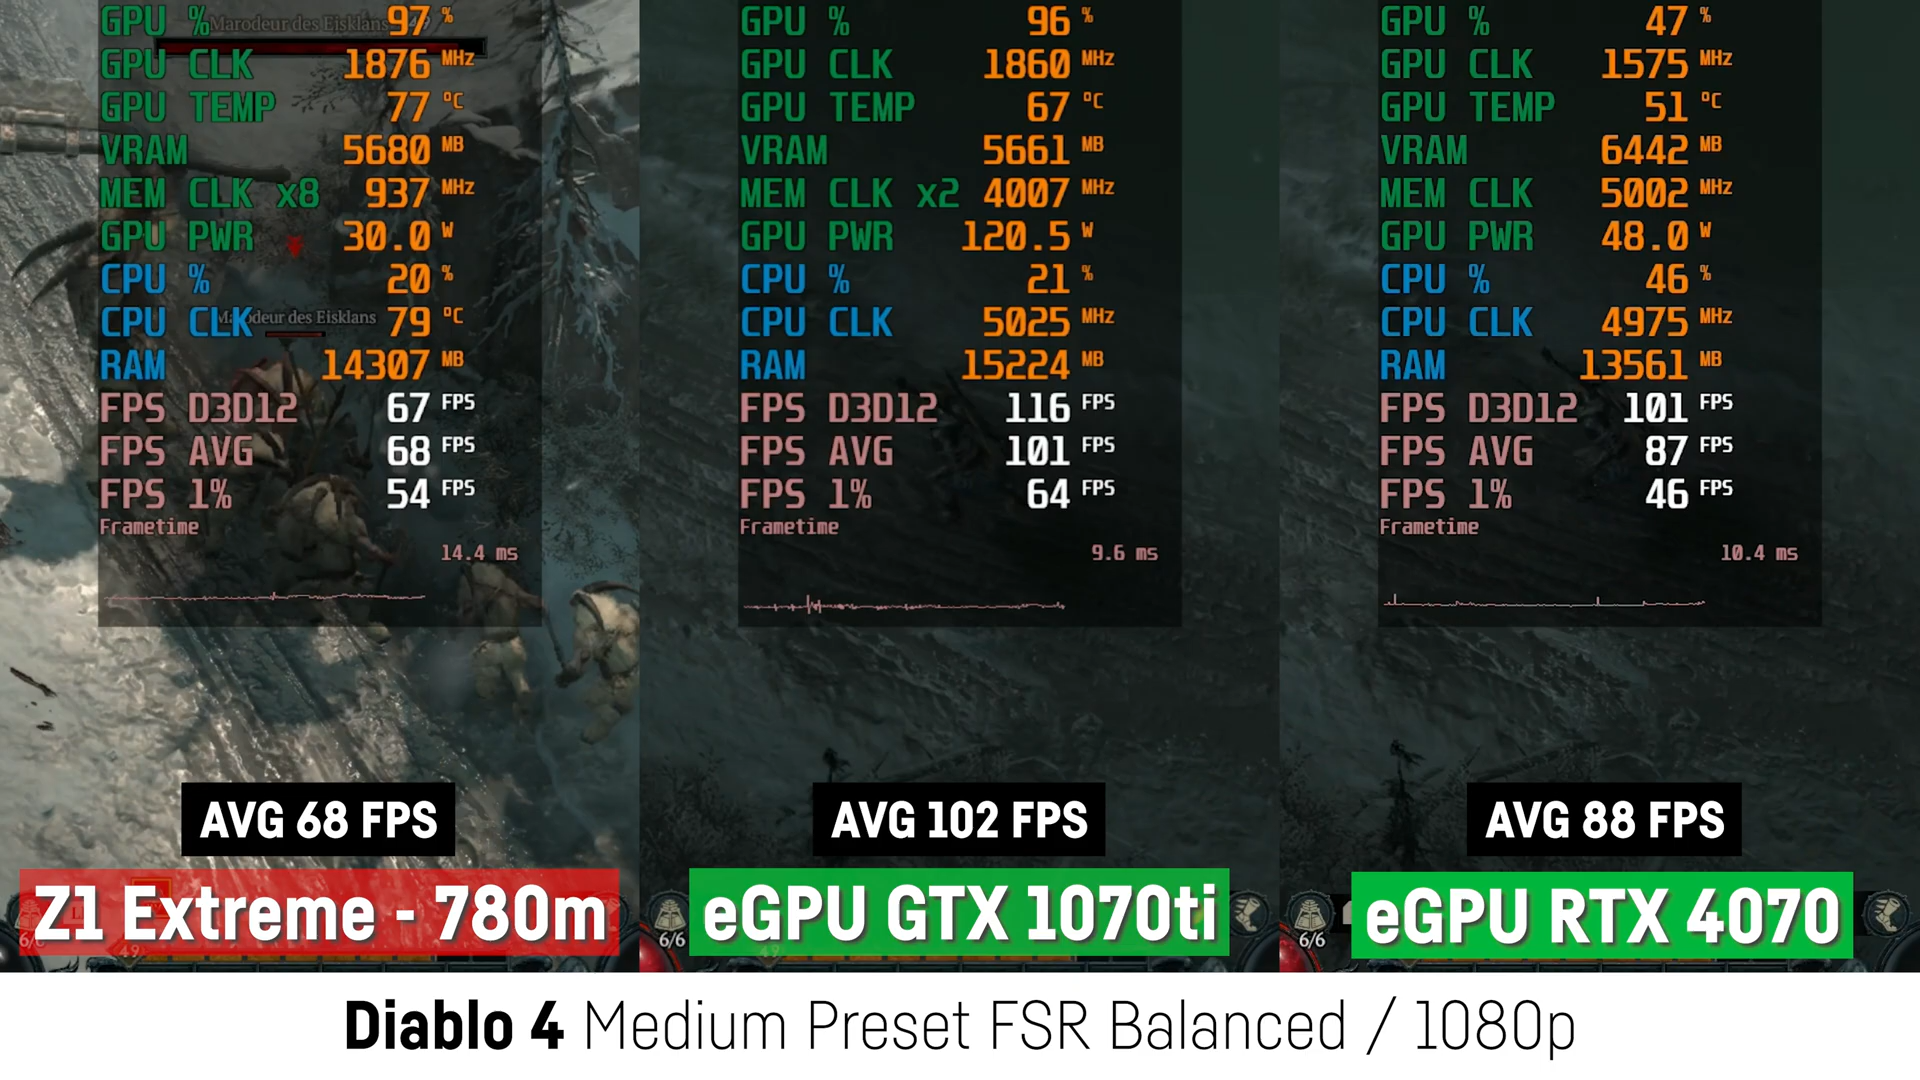 Marodeur des Eisklans
GPU % 97 %
GPU CLK 1876 MHz
GPU TEMP 77 °C
VRAM 5680 MB
MEM CLK x8 937 MHz
GPU PWR 30.0 W
CPU % 20 %
Marodeur des Eisklans
CPU CLK 79 °C
RAM 14307 MB
FPS D3D12 67 FPS
FPS AVG 68 FPS
FPS 1% 54 FPS
Frametime
14.4 ms
AVG 68 FPS
Z1 Extreme - 780m
49
GPU % 96 %
GPU CLK 1860 MHz
GPU TEMP 67 °C
VRAM 5661 MB
MEM CLK x2 4007 MHz
GPU PWR 120.5 W
CPU % 21 %
CPU CLK 5025 MHz
RAM 15224 MB
FPS D3D12 116 FPS
FPS AVG 101 FPS
FPS 1% 64 FPS
Frametime
9.6 ms
AVG 102 FPS
eGPU GTX 1070ti
6/6
49
GPU % 47 %
GPU CLK 1575 MHz
GPU TEMP 51 °C
VRAM 6442 MB
MEM CLK 5002 MHz
GPU PWR 48.0 W
CPU % 46 %
CPU CLK 4975 MHz
RAM 13561 MB
FPS D3D12 101 FPS
FPS AVG 87 FPS
FPS 1% 46 FPS
Frametime
10.4 ms
AVG 88 FPS
eGPU RTX 4070
6/6
Diablo 4 Medium Preset FSR Balanced / 1080p